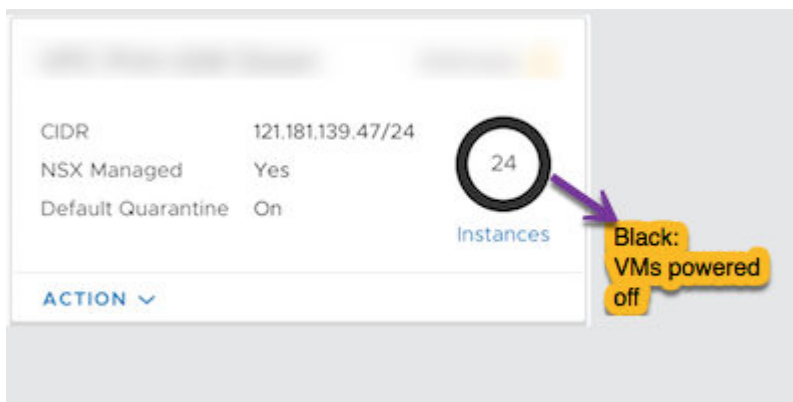 CIDR 121.181.139.47/24
NSX Managed Yes
Default Quarantine On
24
Instances
ACTION
Black:
VMs powered
off